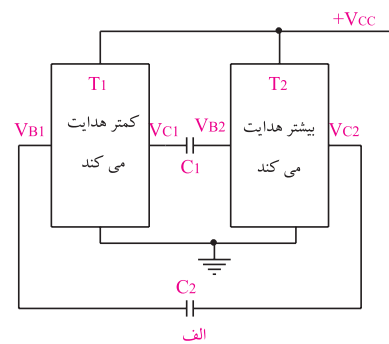 +VCC
T1
T2
VB1
کمتر هدایت
می کند
VC1
VB2
بیشتر هدایت
می کند
VC2
C1
C2
الف